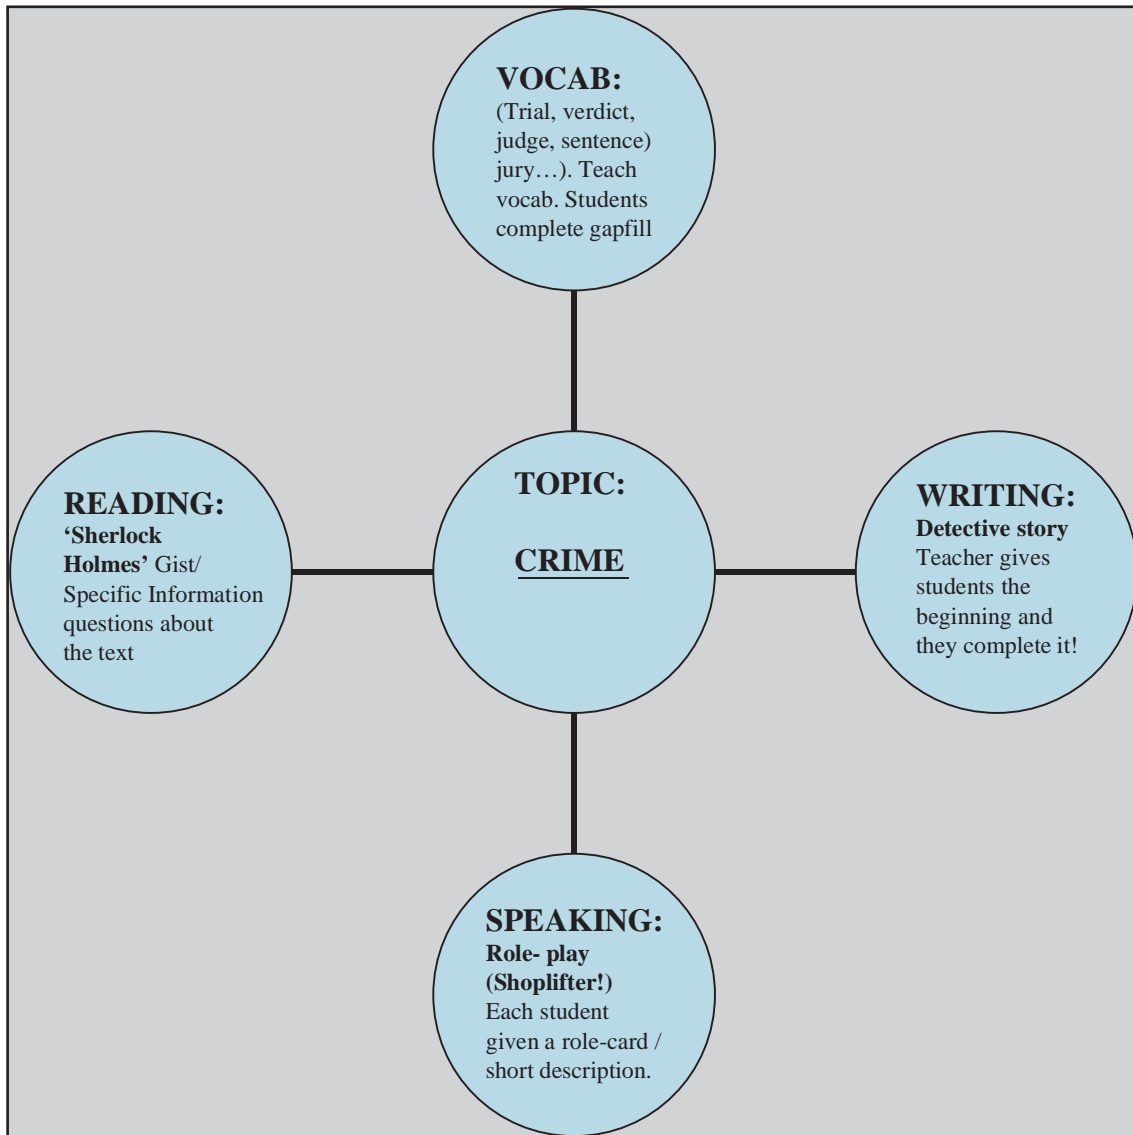 VOCAB:
(Trial, verdict,
judge, sentence)
jury…). Teach
vocab. Students
complete gapfill
READING:
‘Sherlock
Holmes’ Gist/
Specific Information
questions about
the text
TOPIC:
CRIME
WRITING:
Detective story
Teacher gives
students the
beginning and
they complete it!
SPEAKING:
Role- play
(Shoplifter!)
Each student
given a role-card /
short description.